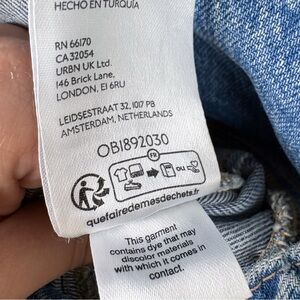 HECHO EN TURQUÍA
RN 66170
CA 32054
URBN UK Ltd.
146 Brick Lane,
LONDON, E1 6RU
LEIDSESTRAAT 32, 1017 PB
AMSTERDAM, NETHERLANDS
OB1892030
FR
OU
quefairedemesdechets.fr
This garment
contains dye that may
discolor materials
with which it comes in
contact